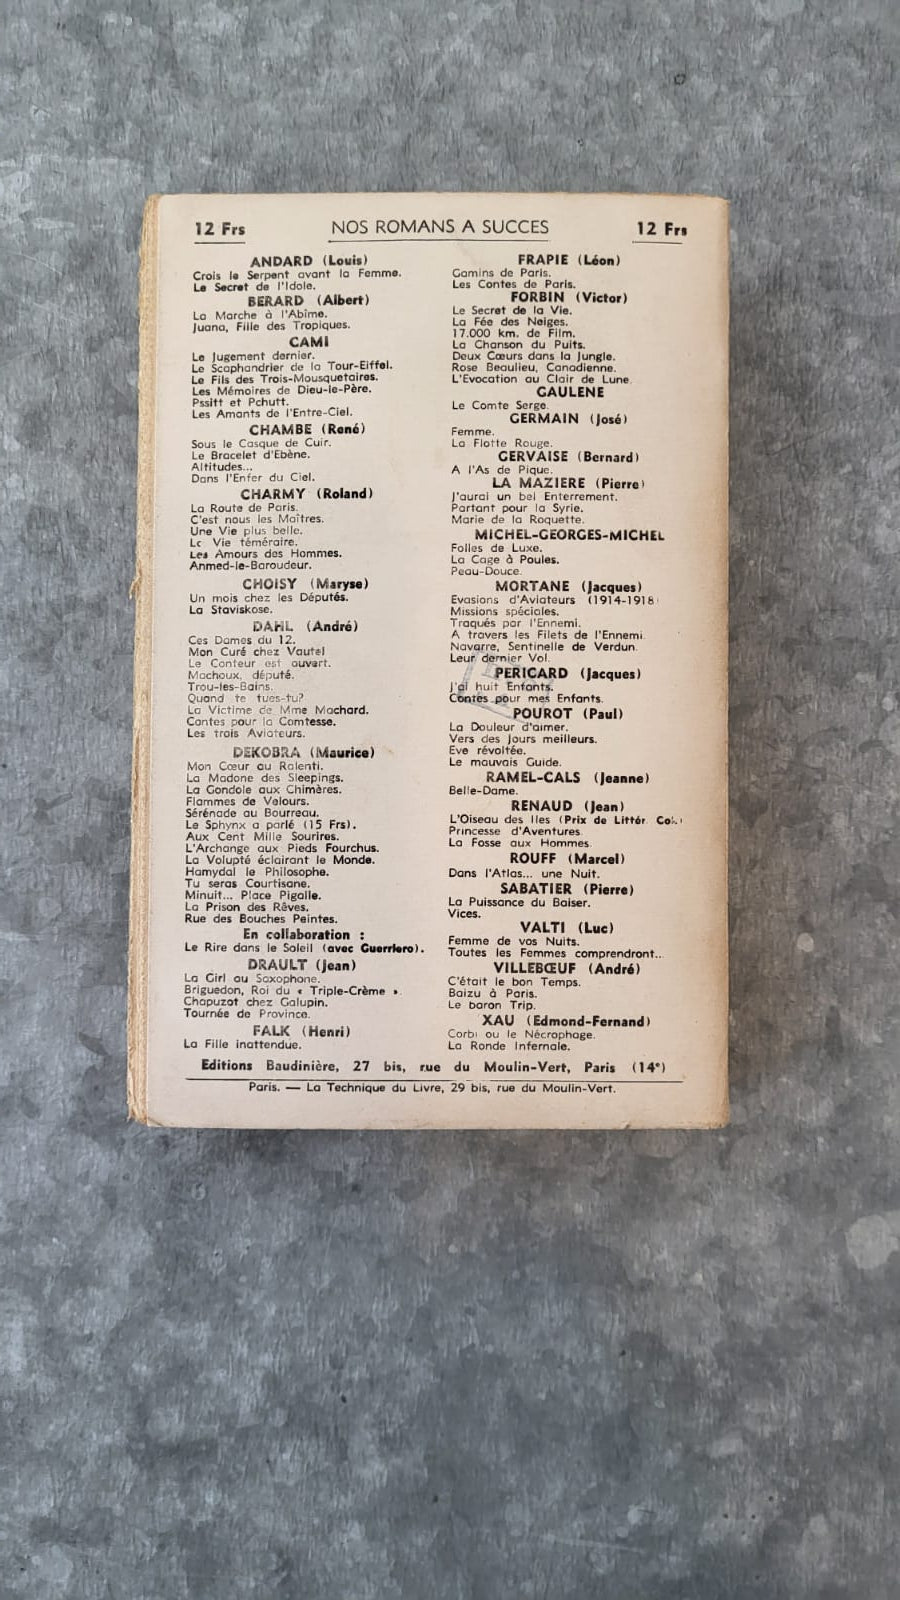 12 Frs NOS ROMANS A SUCCES 12 Frs
ANDARD (Louis)
Crois le Serpent avant la Femme.
Le Secret de l'Idole.
BERARD (Albert)
La Marche à l'Abîme.
Juana, Fille des Tropiques.
CAMI
Le Jugement dernier.
Le Scaphandrier de la Tour-Eiffel.
Le Fils des Trois-Mousquetaires.
Les Mémoires de Dieu-le-Père.
Pssitt et Pchutt.
Les Amants de l'Entre-Ciel.
CHAMBE (René)
Sous le Casque de Cuir.
Le Bracelet d'Ebène.
Altitudes...
Dans l'Enfer du Ciel.
CHARMY (Roland)
La Route de Paris.
C'est nous les Maîtres.
Une Vie plus belle.
Vie téméraire.
Les Amours des Hommes.
Anmed-le-Baroudeur.
CHOISY (Maryse)
Un mois chez les Députés.
La Staviskose.
DAHL (André)
Ces Dames du 12.
Mon Curé chez Vautel
Le Conteur est ouvert.
Machoux, député.
Trou-les-Bains.
Quand te tues-tu?
La Victime de Mme Machard.
Contes pour la Comtesse.
Les trois Aviateurs.
DEKOBRA (Maurice)
Mon Cœur au Ralenti.
La Madone des Sleepings.
La Gondole aux Chimères.
Flammes de Velours.
Sérénade au Bourreau.
Le Sphynx a parlé (15 Frs).
Aux Cent Mille Sourires.
L'Archange aux Pieds Fourchus.
La Volupté éclairant le Monde.
Hamydal le Philosophe.
Tu seras Courtisane.
Minuit... Place Pigalle.
La Prison des Rêves.
Rue des Bouches Peintes.
En collaboration :
Le Rire dans le Soleil (avec Guerriero).
DRAULT (Jean)
La Girl au Saxophone.
Briguedon, Roi du « Triple-Crème ».
Chapuzot chez Galupin.
Tournée de Province.
FALK (Henri)
La Fille inattendue.
FRAPIE (Léon)
Gamins de Paris.
Les Contes de Paris.
FORBIN (Victor)
Le Secret de la Vie.
La Fée des Neiges.
17.000 km. de Film.
La Chanson du Puits.
Deux Cœurs dans la Jungle.
Rose Beaulieu, Canadienne.
L'Evocation au Clair de Lune.
GAULENE
Le Comte Serge.
GERMAIN (José)
Femme.
La Flotte Rouge.
GERVAISE (Bernard)
A l'As de Pique.
LA MAZIERE (Pierre)
J'aurai un bel Enterrement.
Partant pour la Syrie.
Marie de la Roquette.
MICHEL-GEORGES-MICHEL
Folles de Luxe.
La Cage à Poules.
Peau-Douce.
MORTANE (Jacques)
Evasions d'Aviateurs (1914-1918)
Missions spéciales.
Traqués par l'Ennemi.
A travers les Filets de l'Ennemi.
Navarre, Sentinelle de Verdun.
Leur dernier Vol.
PERICARD (Jacques)
J'ai huit Enfants.
Contes pour mes Enfants.
POUROT (Paul)
La Douleur d'aimer.
Vers des Jours meilleurs.
Eve révoltée.
Le mauvais Guide.
RAMEL-CALS (Jeanne)
Belle-Dame.
RENAUD (Jean)
L'Oiseau des Iles (Prix de Littér. Col.)
Princesse d'Aventures
La Fosse aux Hommes
ROUFF (Marcel)
Dans l'Atlas... une Nuit.
SABATIER (Pierre)
La Puissance du Baiser.
Vices.
VALTI (Luc)
Femme de vos Nuits.
Toutes les Femmes comprendront...
VILLEBŒUF (André)
C'était le bon Temps.
Baizu à Paris.
Le baron Trip.
XAU (Edmond-Fernand)
Corbi ou le Nécrophage.
La Ronde Infernale.
Editions Baudinière, 27 bis, rue du Moulin-Vert, Paris (14e)
Paris. — La Technique du Livre, 29 bis, rue du Moulin-Vert.